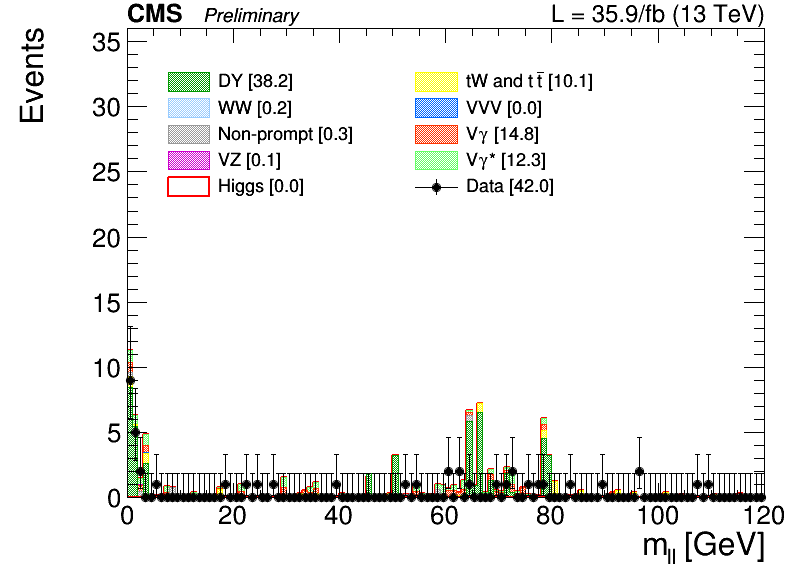 CMS Preliminary L = 35.9/fb (13 TeV)
Events
35
30
25
20
15
10
5
0
DY [38.2]
WW [0.2]
Non-prompt [0.3]
VZ [0.1]
Higgs [0.0]
tW and t t̄ [10.1]
VVV [0.0]
Vγ [14.8]
Vγ* [12.3]
Data [42.0]
0 20 40 60 80 100 120
m_ll [GeV]